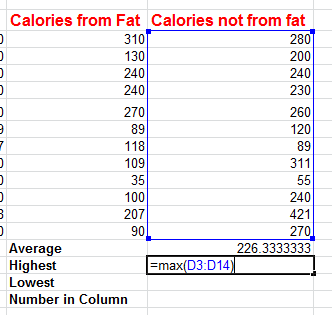 Calories from Fat Calories not from fat
0 310 280
130 200
0 240 240
0 240 230
0 270 260
9 89 120
7 118 89
0 109 311
0 35 55
0 100 240
3 207 421
0 90 270
Average 226.3333333
Highest =max(D3:D14)
Lowest
Number in Column